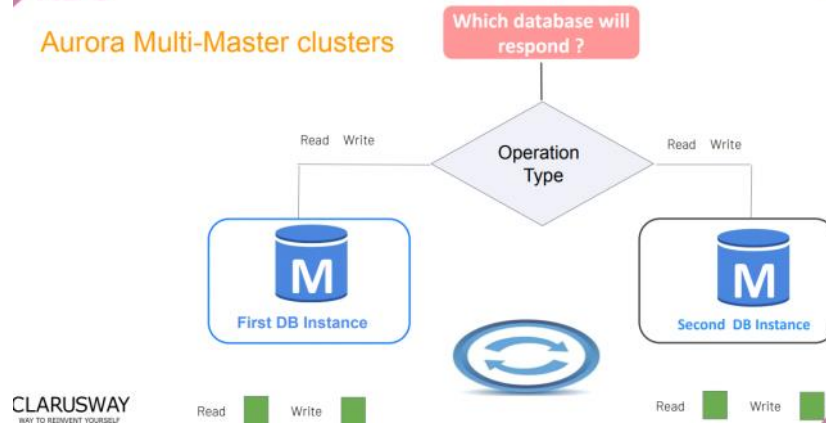 Aurora Multi-Master clusters
Which database will
respond ?
Operation
Type
Read Write
Read Write
M
First DB Instance
M
Second DB Instance
CLARUSWAY
WAY TO REINVENT YOURSELF
Read Write
Read Write